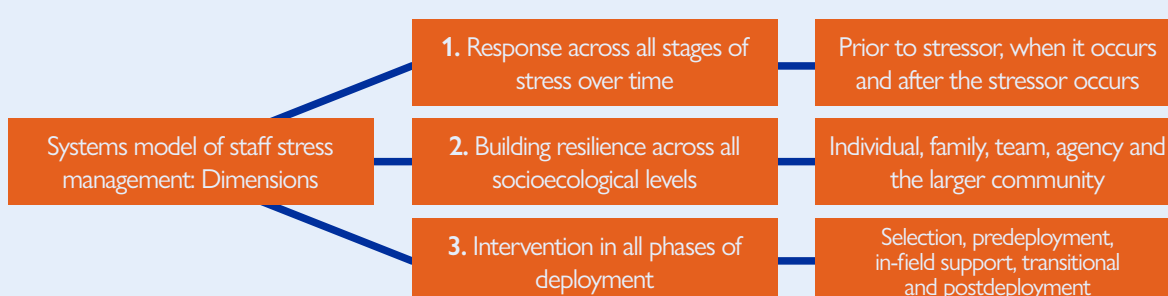 Systems model of staff stress
management: Dimensions
1. Response across all stages of
stress over time
Prior to stressor, when it occurs
and after the stressor occurs
2. Building resilience across all
socioecological levels
Individual, family, team, agency and
the larger community
3. Intervention in all phases of
deployment
Selection, predeployment,
in-field support, transitional
and postdeployment